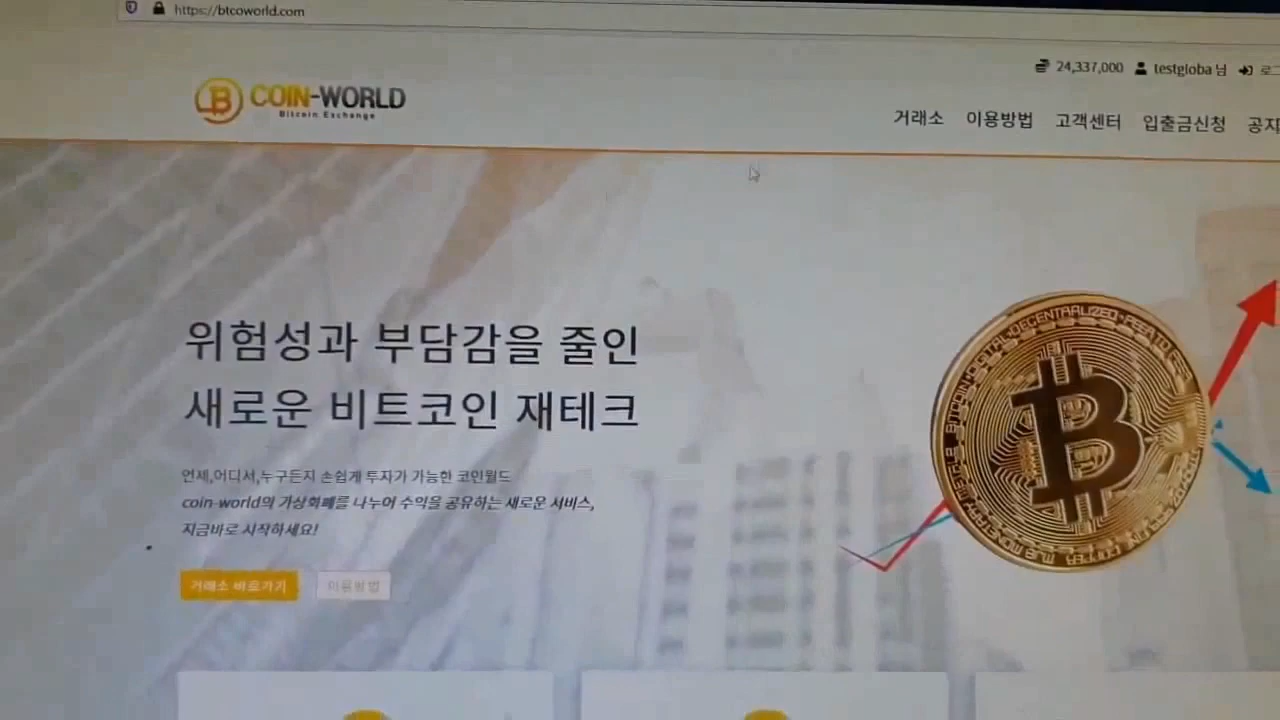 https://btcoworld.com
24,337,000 testgloba 님
COIN-WORLD
Bitcoin Exchange
거래소 이용방법 고객센터 입출금신청
위험성과 부담감을 줄인
새로운 비트코인 재테크
언제,어디서,누구든지 손쉽게 투자가 가능한 코인월드
coin-world의 가상화폐를 나누어 수익을 공유하는 새로운 서비스,
지금바로 시작하세요!
거래소 바로가기 이용방법
BITCOIN DIGITAL DECENTRALIZED PEER TO PEER